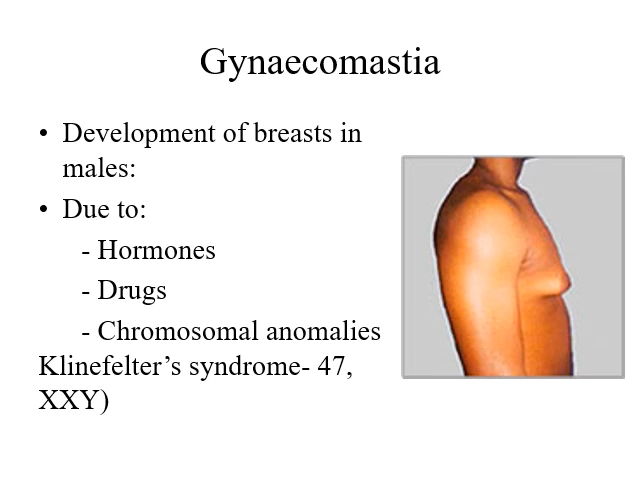 Gynaecomastia
• Development of breasts in
males:
• Due to:
- Hormones
- Drugs
- Chromosomal anomalies
Klinefelter’s syndrome- 47,
XXY)